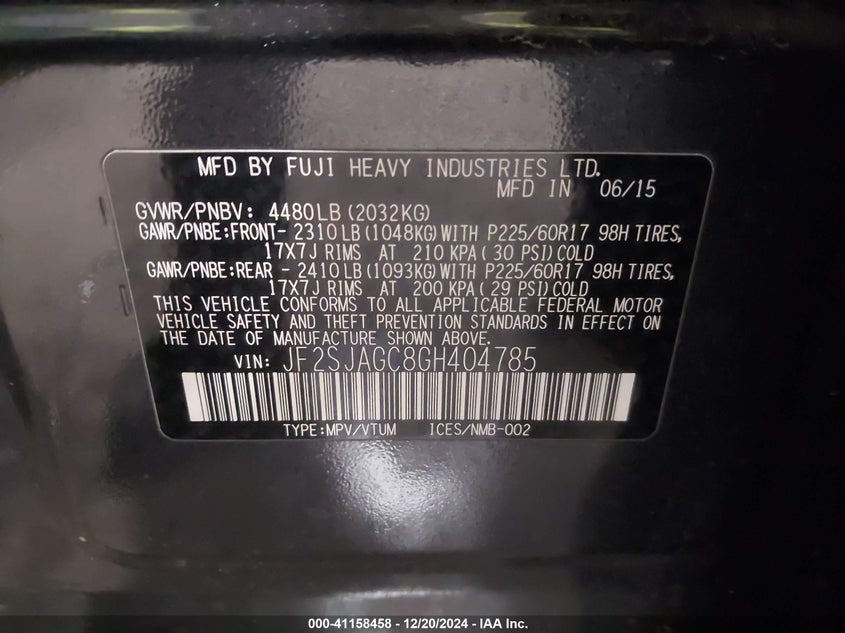 MFD BY FUJI HEAVY INDUSTRIES LTD.
MFD IN 06/15
GVWR/PNBV: 4480LB (2032KG)
GAWR/PNBE:FRONT- 2310LB (1048KG) WITH P225/60R17 98H TIRES,
17X7J RIMS AT 210 KPA ( 30 PSI) COLD
GAWR/PNBE:REAR - 2410LB (1093KG) WITH P225/60R17 98H TIRES,
17X7J RIMS AT 200 KPA ( 29 PSI) COLD
THIS VEHICLE CONFORMS TO ALL APPLICABLE FEDERAL MOTOR
VEHICLE SAFETY AND THEFT PREVENTION STANDARDS IN EFFECT ON
THE DATE OF MANUFACTURE SHOWN ABOVE.
VIN: JF2SJAGC8GH404785
TYPE:MPV/VTUM ICES/NMB-002
000-41158458 - 12/20/2024 - IAA Inc.